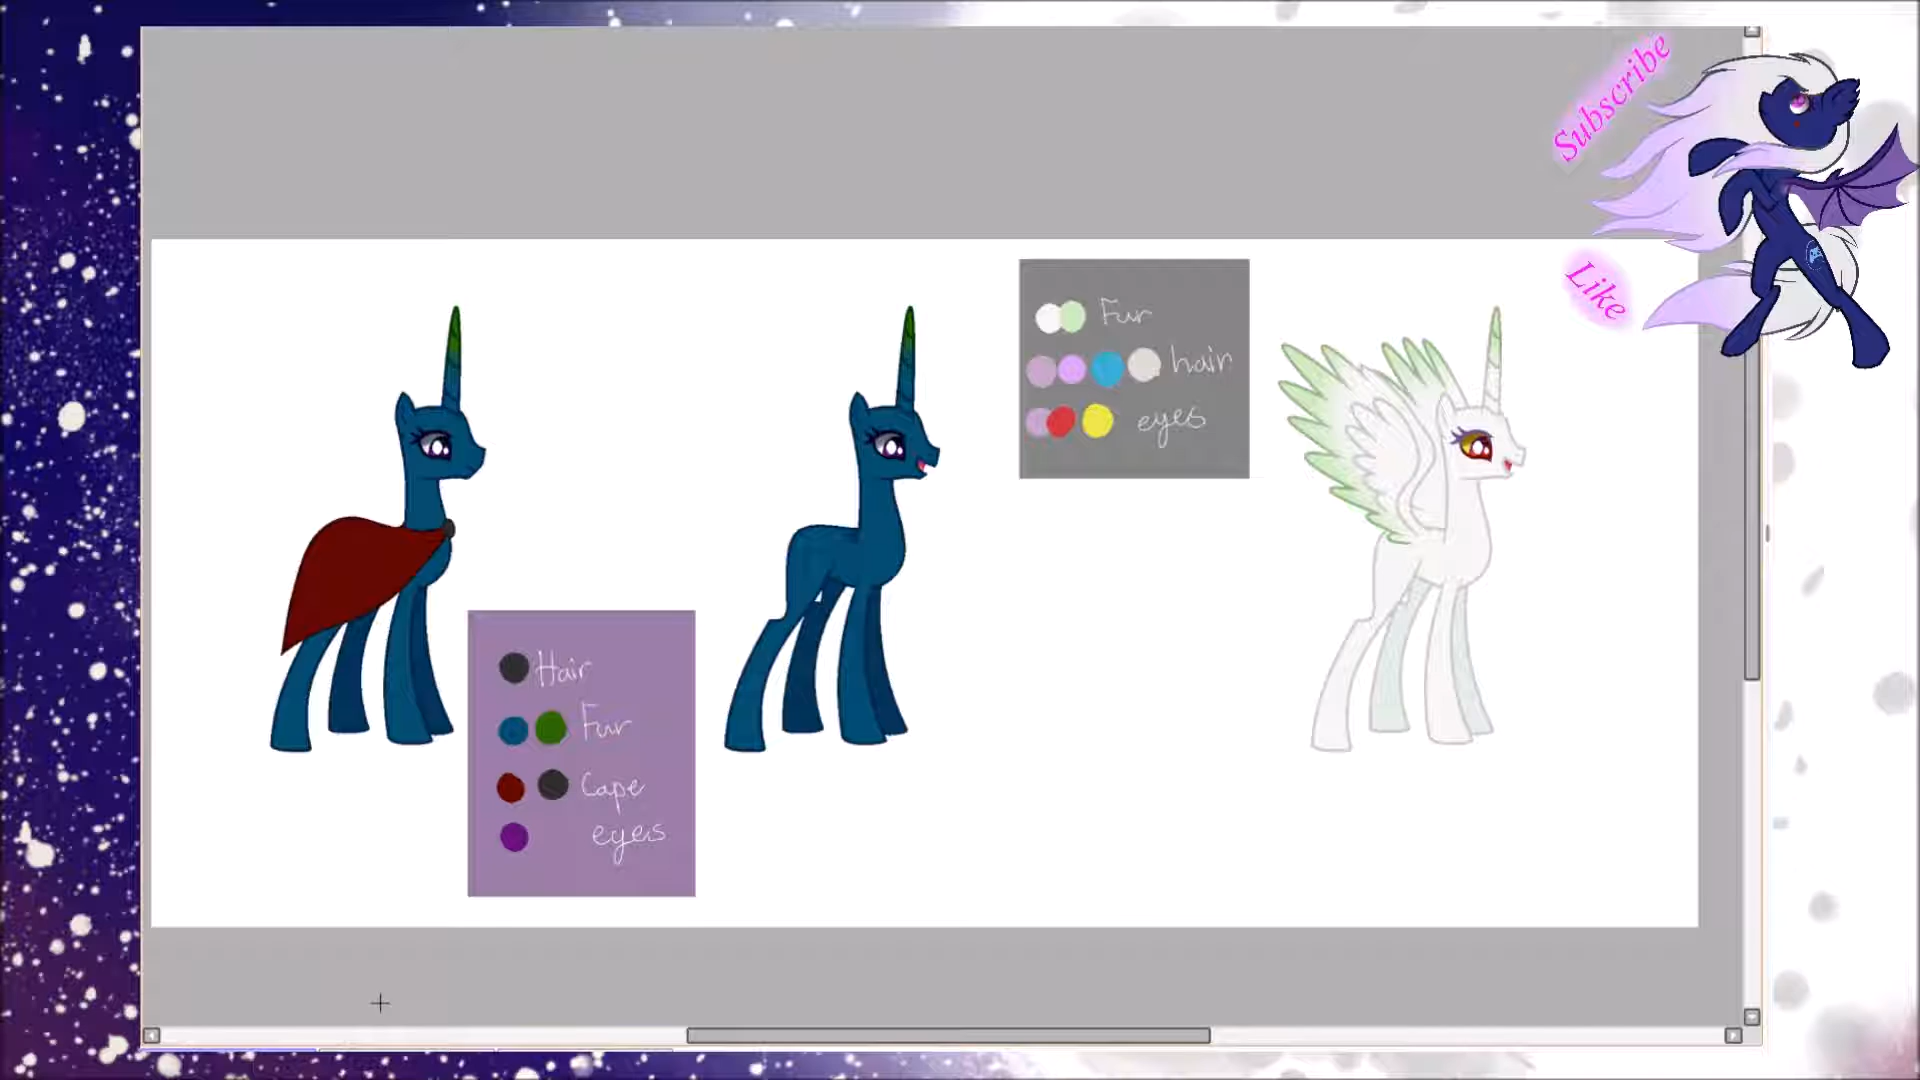 Subscribe
Like
Fur
hair
eyes
Hair
Fur
Cape
eyes